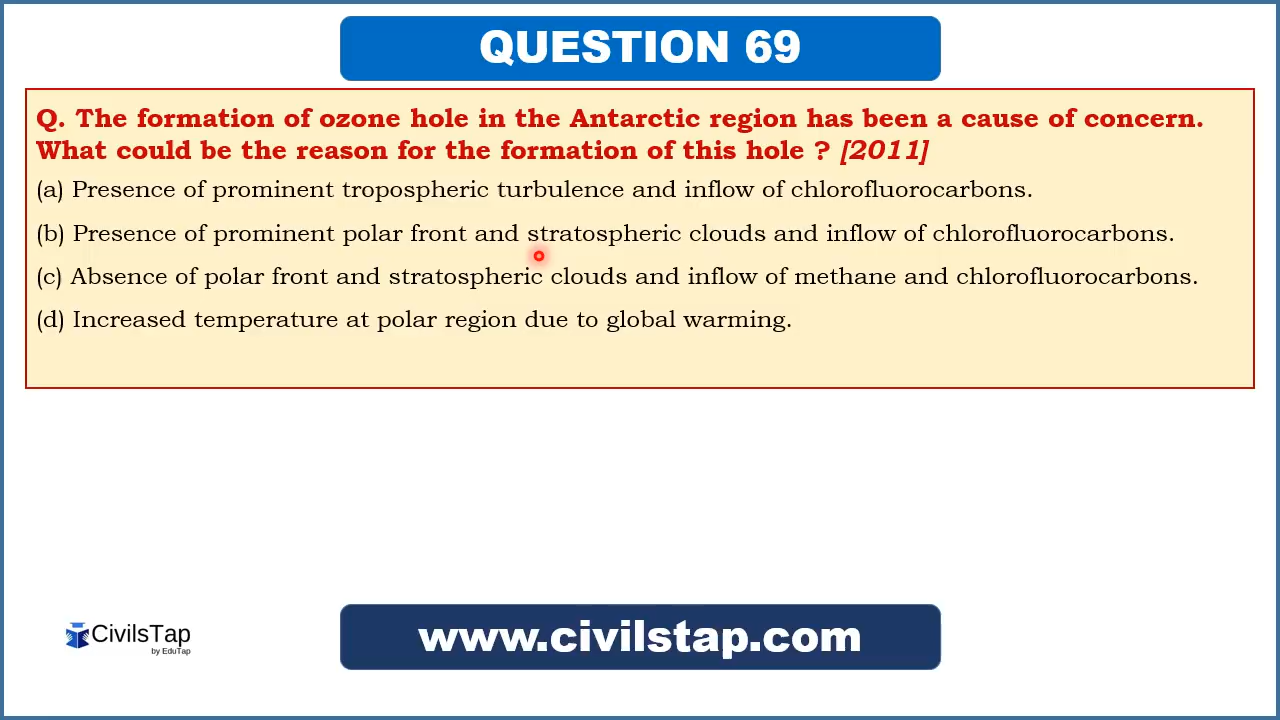 QUESTION 69
Q. The formation of ozone hole in the Antarctic region has been a cause of concern.
What could be the reason for the formation of this hole ? [2011]
(a) Presence of prominent tropospheric turbulence and inflow of chlorofluorocarbons.
(b) Presence of prominent polar front and stratospheric clouds and inflow of chlorofluorocarbons.
(c) Absence of polar front and stratospheric clouds and inflow of methane and chlorofluorocarbons.
(d) Increased temperature at polar region due to global warming.
CivilsTap
by EduTap
www.civilstap.com